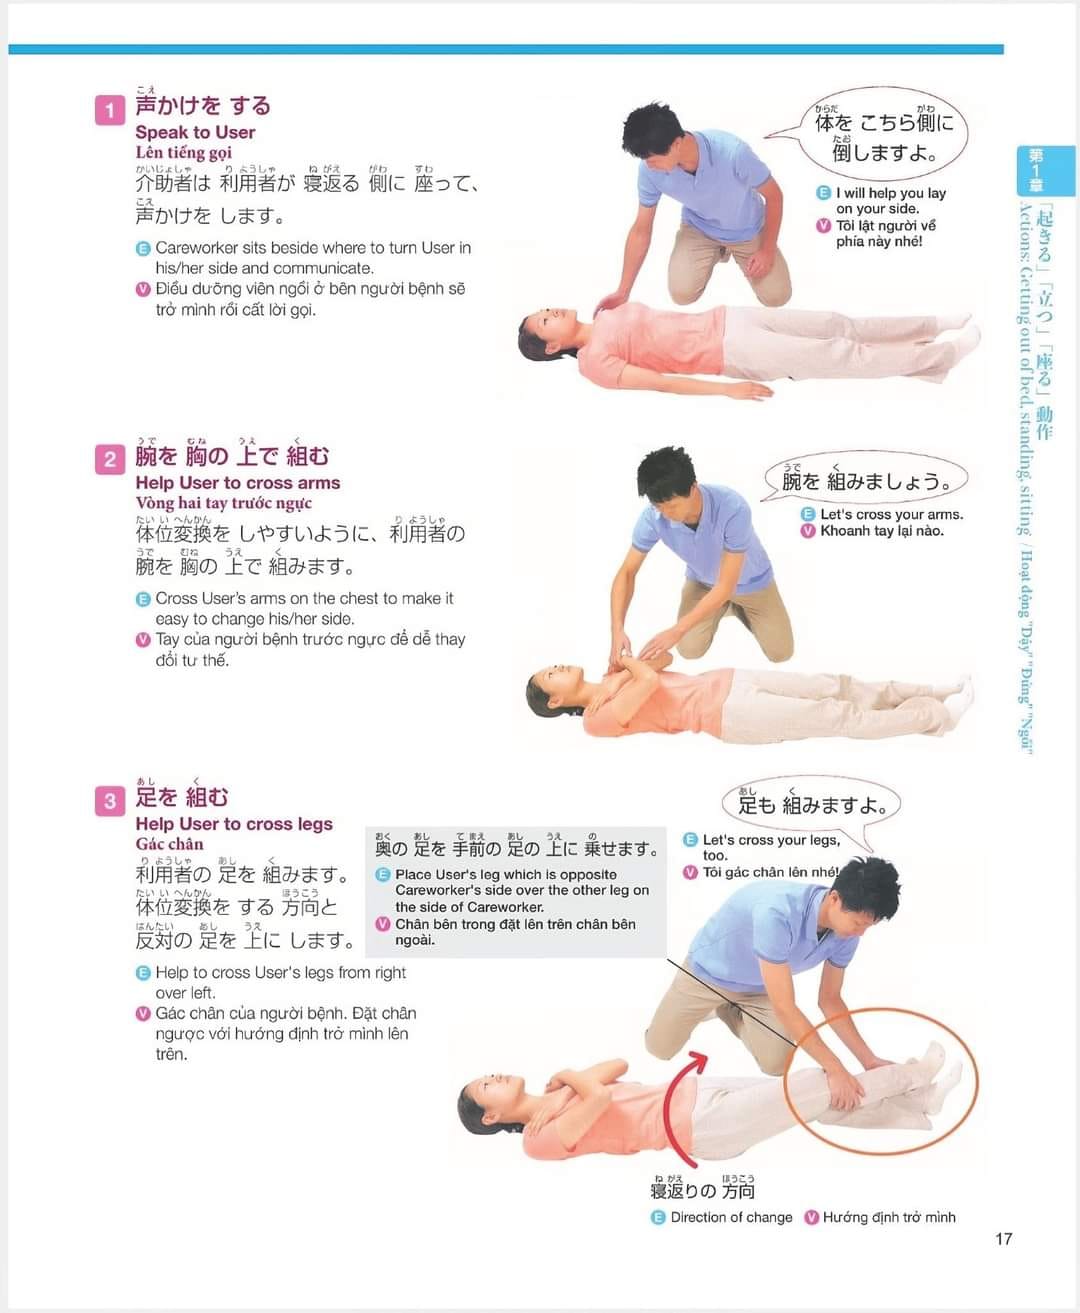 1
声かけを する
Speak to User
Lên tiếng gọi
介助者は 利用者が 寝返る 側に 座って、
声かけを します。
E Careworker sits beside where to turn User in
his/her side and communicate.
V Điều dưỡng viên ngồi ở bên người bệnh sẽ
trở mình rồi cất lời gọi.
体を こちら側に
倒しますよ。
E I will help you lay
on your side.
V Tôi lật người về
phía này nhé!
2
腕を 胸の 上で 組む
Help User to cross arms
Vòng hai tay trước ngực
体位変換を しやすいように、利用者の
腕を 胸の 上で 組みます。
E Cross User's arms on the chest to make it
easy to change his/her side.
V Tay của người bệnh trước ngực để dễ thay
đổi tư thế.
腕を 組みましょう。
E Let's cross your arms.
V Khoanh tay lại nào.
3
足を 組む
Help User to cross legs
Gác chân
利用者の 足を 組みます。
体位変換を する 方向と
反対の 足を 上に します。
E Help to cross User's legs from right
over left.
V Gác chân của người bệnh. Đặt chân
ngược với hướng định trở mình lên
trên.
奥の 足を 手前の 足の 上に 乗せます。
E Place User's leg which is opposite
Careworker's side over the other leg on
the side of Careworker.
V Chân bên trong đặt lên trên chân bên
ngoài.
足も 組みますよ。
E Let's cross your legs,
too.
V Tôi gác chân lên nhé!
寝返りの 方向
E Direction of change V Hướng định trở mình
第1章
「起きる」「立つ」「座る」動作
Actions: Getting out of bed, standing, sitting / Hoạt động "Dậy" "Đứng" "Ngồi"
17